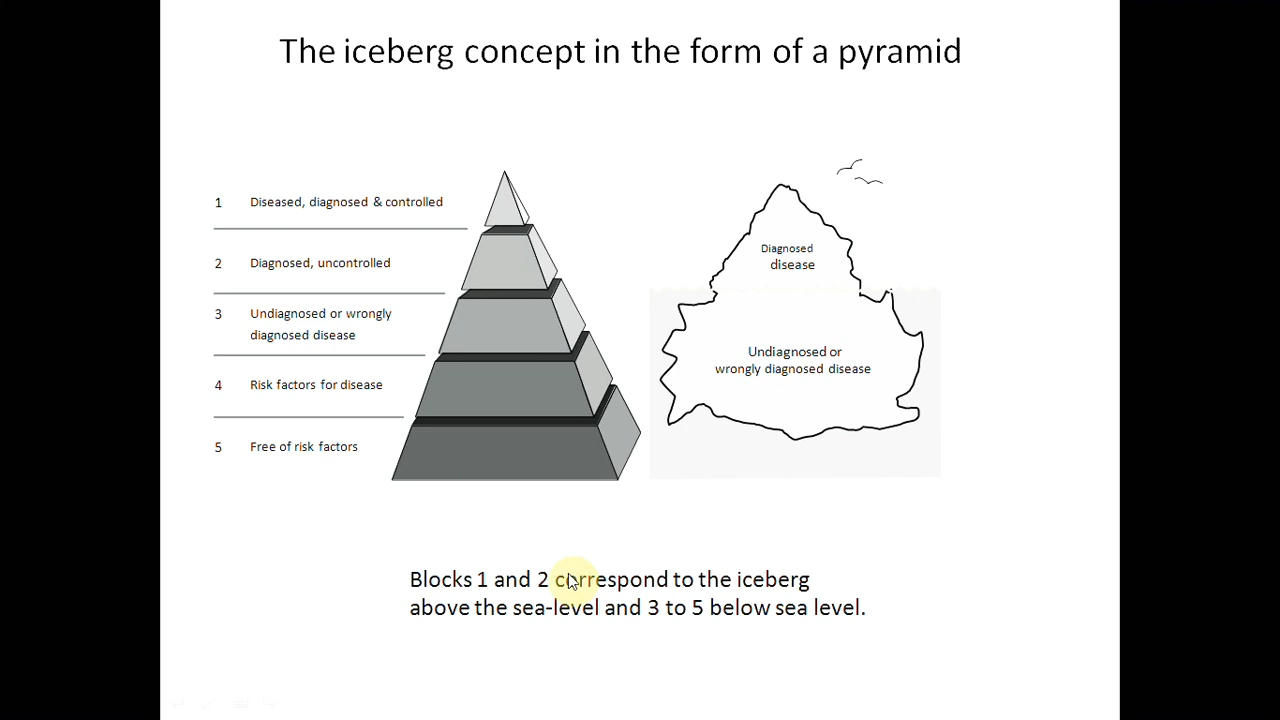 The iceberg concept in the form of a pyramid
1 Diseased, diagnosed & controlled
2 Diagnosed, uncontrolled
3 Undiagnosed or wrongly
diagnosed disease
4 Risk factors for disease
5 Free of risk factors
Diagnosed
disease
Undiagnosed or
wrongly diagnosed disease
Blocks 1 and 2 correspond to the iceberg
above the sea-level and 3 to 5 below sea level.